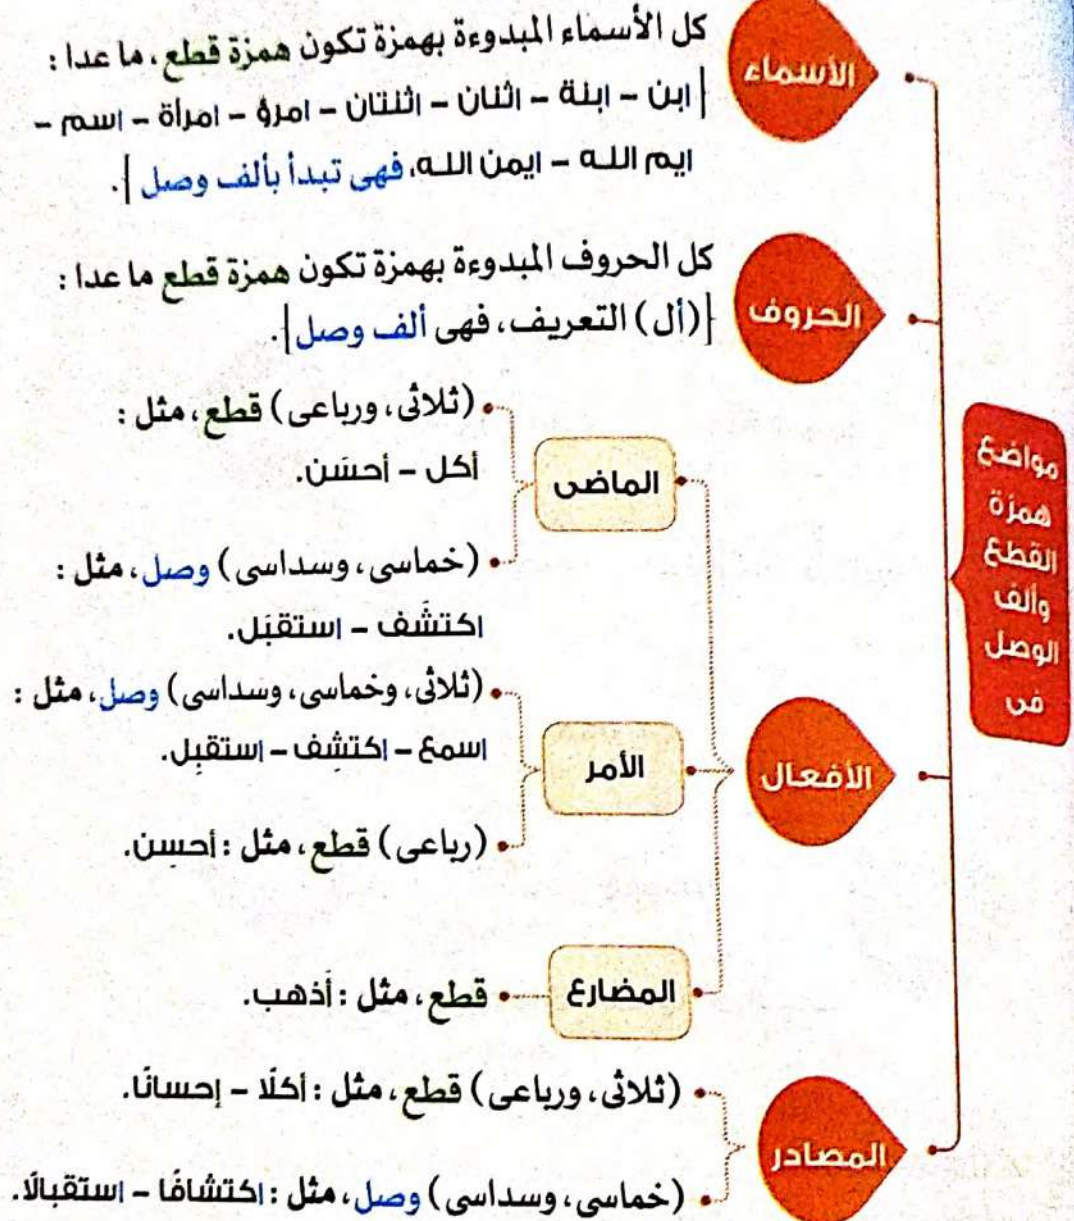 مواضع
همزة
القطع
وألف
الوصل
فى
الأسماء
كل الأسماء المبدوءة بهمزة تكون همزة قطع، ما عدا :
{ابن – ابنة – اثنان – اثنتان – امرؤ – امرأة – اسم –
ايم اللـه – ايمن اللـه، فهى تبدأ بألف وصل}.
الحروف
كل الحروف المبدوءة بهمزة تكون همزة قطع ما عدا :
{(أل) التعريف، فهى ألف وصل}.
الأفعال
الماضى
(ثلاثى، ورباعى) قطع، مثل :
أكل – أحسَن.
(خماسى، وسداسى) وصل، مثل :
اكتشَف – استقبَل.
الأمر
(ثلاثى، وخماسى، وسداسى) وصل، مثل :
اسمع – اكتشِف – استقبِل.
(رباعى) قطع، مثل : أحسِن.
المضارع
قطع، مثل : أذهب.
المصادر
(ثلاثى، ورباعى) قطع، مثل : أكلًا – إحسانًا.
(خماسى، وسداسى) وصل، مثل : اكتشافًا – استقبالًا.